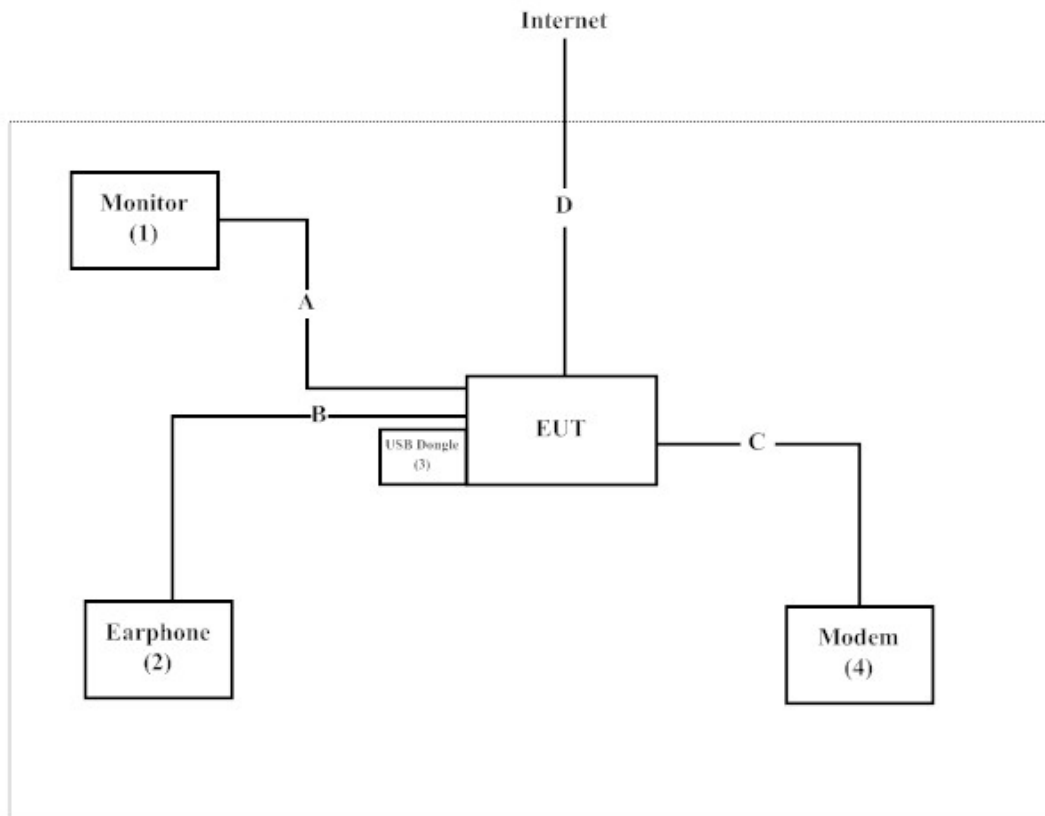 Internet
Monitor
(1)
D
A
B
USB Dongle
(3)
EUT
C
Earphone
(2)
Modem
(4)